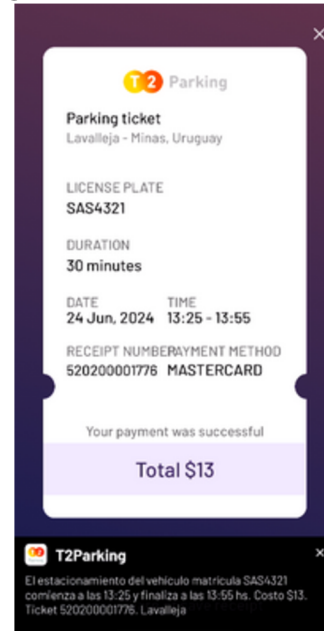 T2 Parking
Parking ticket
Lavalleja - Minas, Uruguay
LICENSE PLATE
SAS4321
DURATION
30 minutes
DATE TIME
24 Jun, 2024 13:25 - 13:55
RECEIPT NUMBER PAYMENT METHOD
520200001776 MASTERCARD
Your payment was successful
Total $13
T2Parking
El estacionamiento del vehículo matrícula SAS4321
comienza a las 13:25 y finaliza a las 13:55 hs. Costo $13.
Ticket 520200001776. Lavalleja